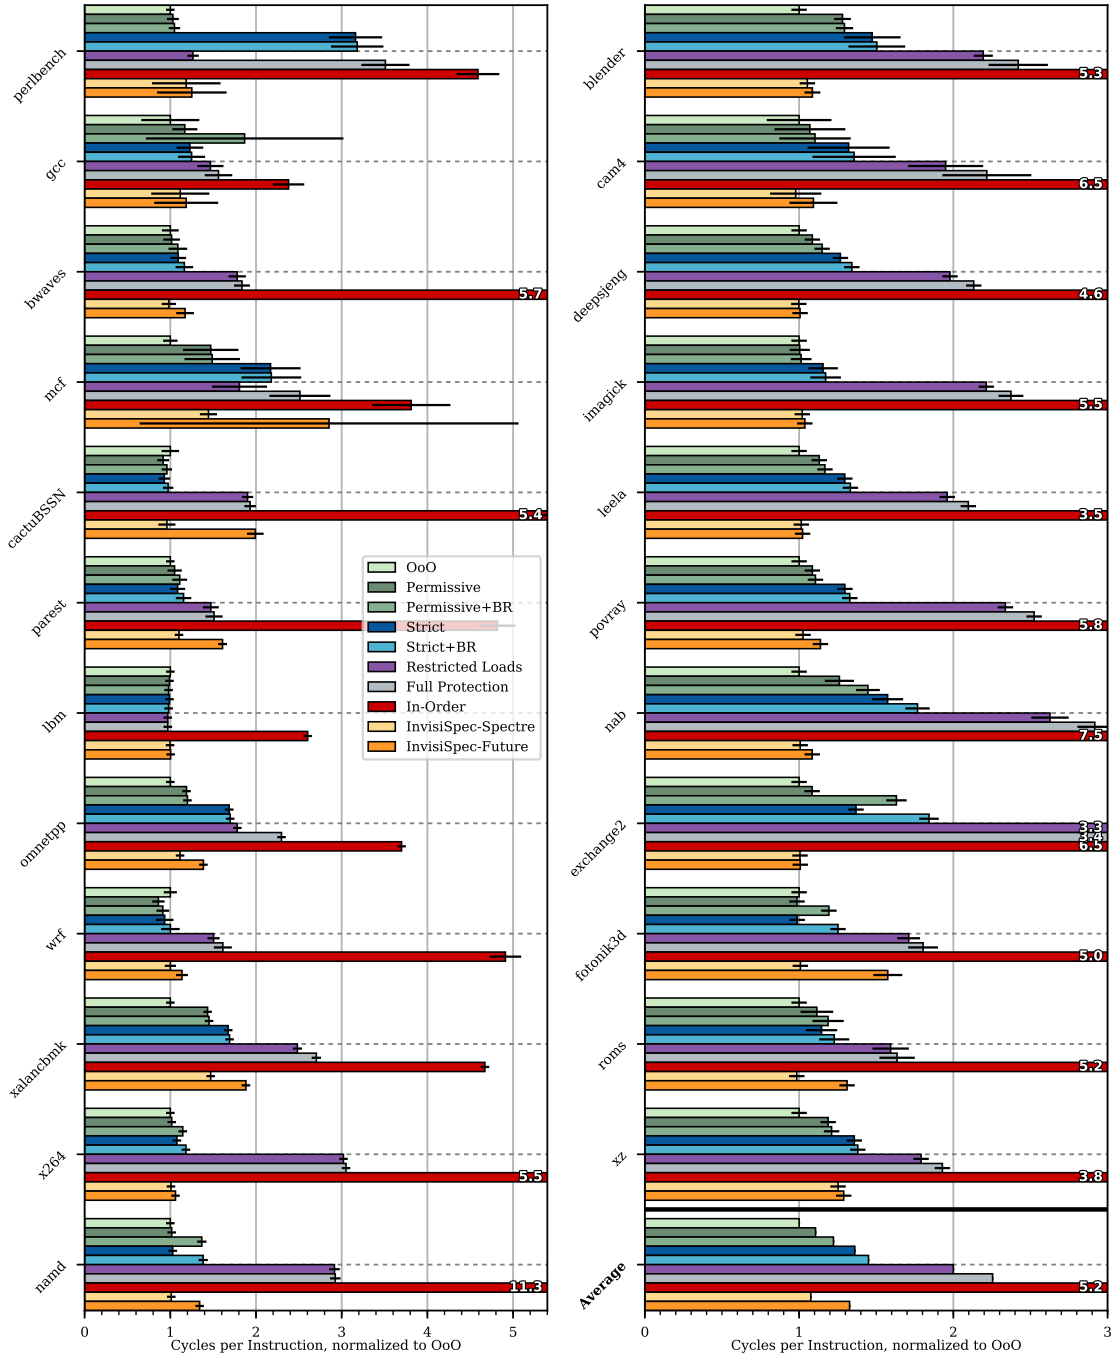 perlbench
gcc
bwaves
5.7
mcf
cactuBSSN
5.4
parest
lbm
omnetpp
wrf
xalancbmk
x264
5.5
namd
11.3
OoO
Permissive
Permissive+BR
Strict
Strict+BR
Restricted Loads
Full Protection
In-Order
InvisiSpec-Spectre
InvisiSpec-Future
0 1 2 3 4 5
Cycles per Instruction, normalized to OoO
blender
5.3
cam4
6.5
deepsjeng
4.6
imagick
5.5
leela
3.5
povray
5.8
nab
7.5
exchange2
3.3
3.4
6.5
fotonik3d
5.0
roms
5.2
xz
3.8
Average
5.2
0 1 2 3
Cycles per Instruction, normalized to OoO